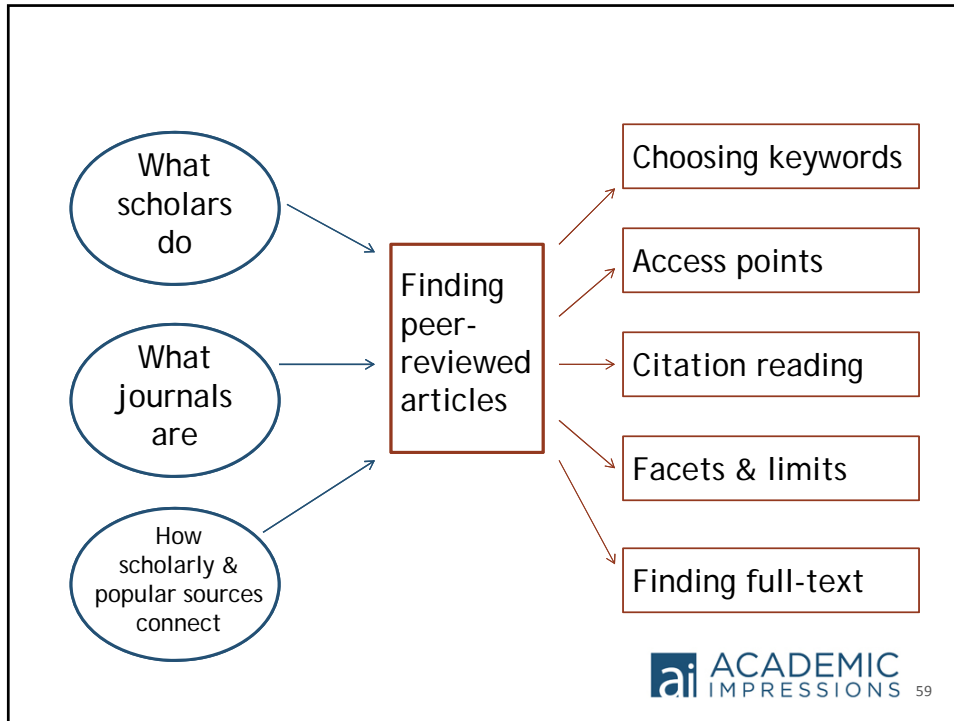 What
scholars
do
What
journals
are
How
scholarly &
popular sources
connect
Finding
peer-
reviewed
articles
Choosing keywords
Access points
Citation reading
Facets & limits
Finding full-text
ai ACADEMIC
IMPRESSIONS 59